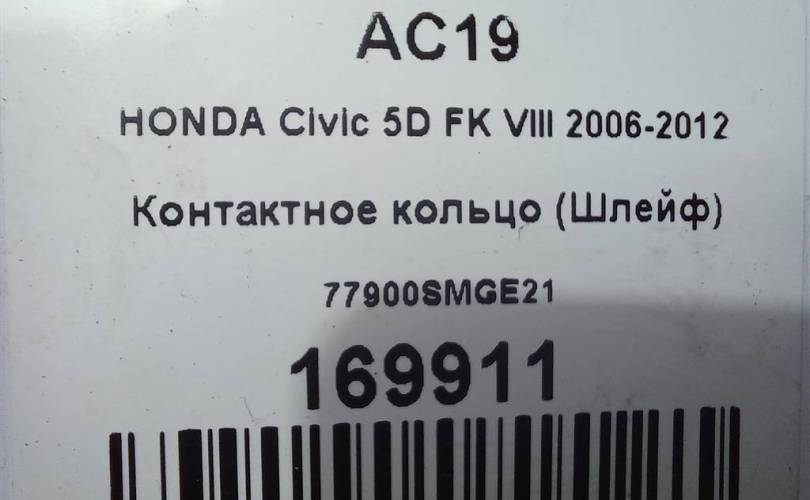 AC19
HONDA Civic 5D FK VIII 2006-2012
Контактное кольцо (Шлейф)
77900SMGE21
169911